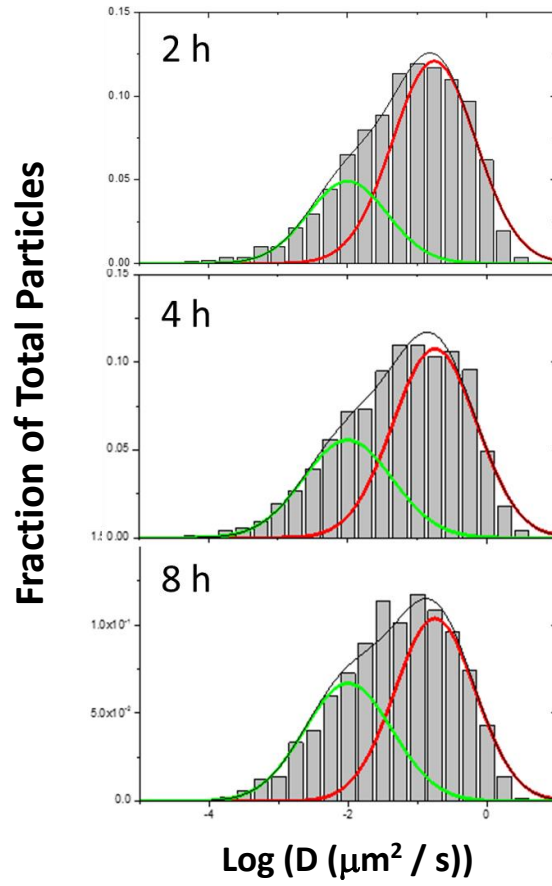 Fraction of Total Particles
0.15
2 h
0.10
0.05
0.00
0.15
4 h
0.10
0.05
0.00
8 h
1.0x10⁻¹
5.0x10⁻²
0.0
-4 -2 0
Log (D (μm² / s))